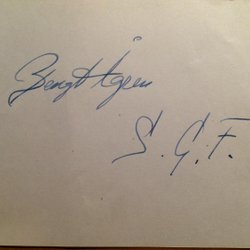 Bengt Ågren
S. G. F.